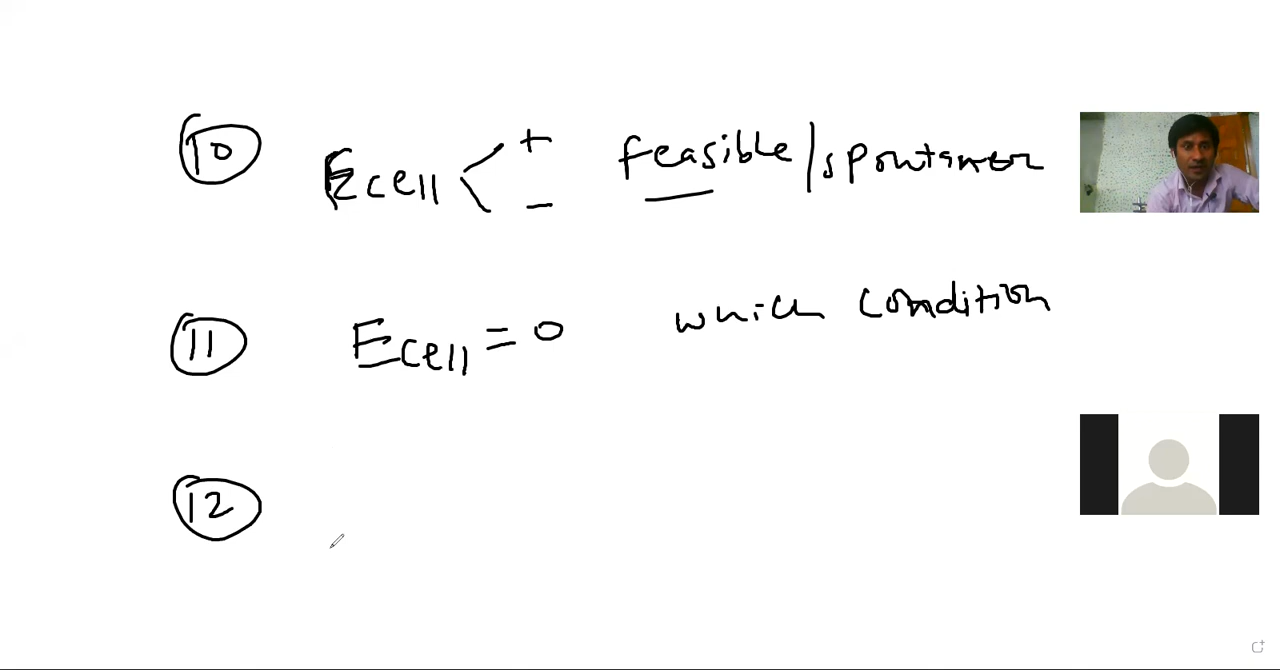 10 Ecell < + feasible/spontaneous
-
11 Ecell = 0 which condition
12